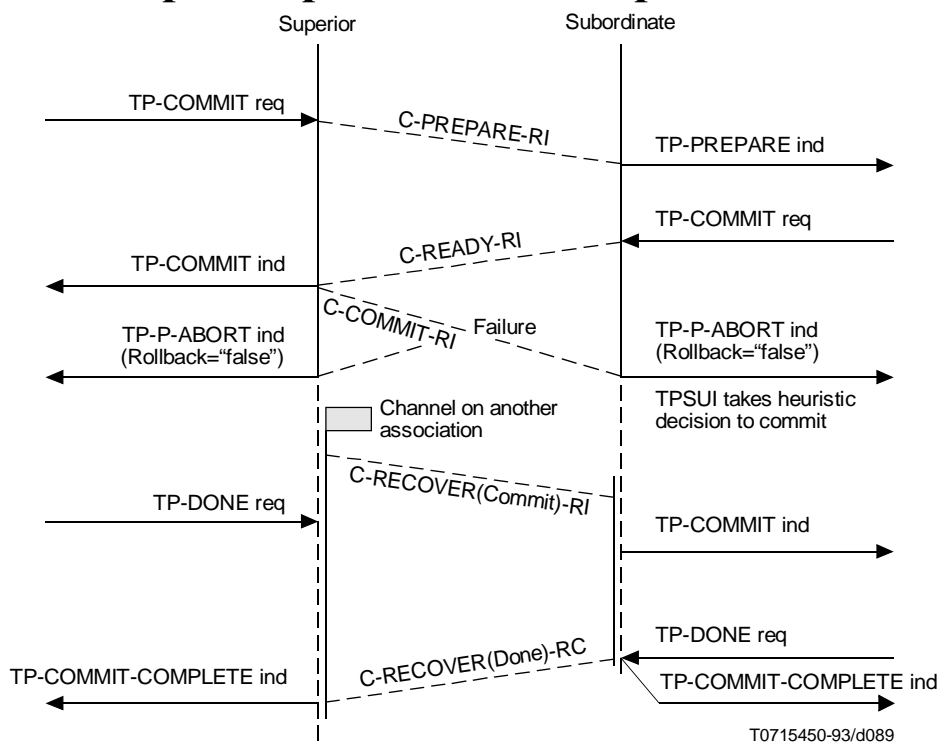 Superior
Subordinate
TP-COMMIT req
C-PREPARE-RI
TP-PREPARE ind
TP-COMMIT req
C-READY-RI
TP-COMMIT ind
C-COMMIT-RI
Failure
TP-P-ABORT ind
(Rollback=“false”)
TP-P-ABORT ind
(Rollback=“false”)
TPSUI takes heuristic
decision to commit
Channel on another
association
C-RECOVER(Commit)-RI
TP-DONE req
TP-COMMIT ind
TP-DONE req
C-RECOVER(Done)-RC
TP-COMMIT-COMPLETE ind
TP-COMMIT-COMPLETE ind
T0715450-93/d089